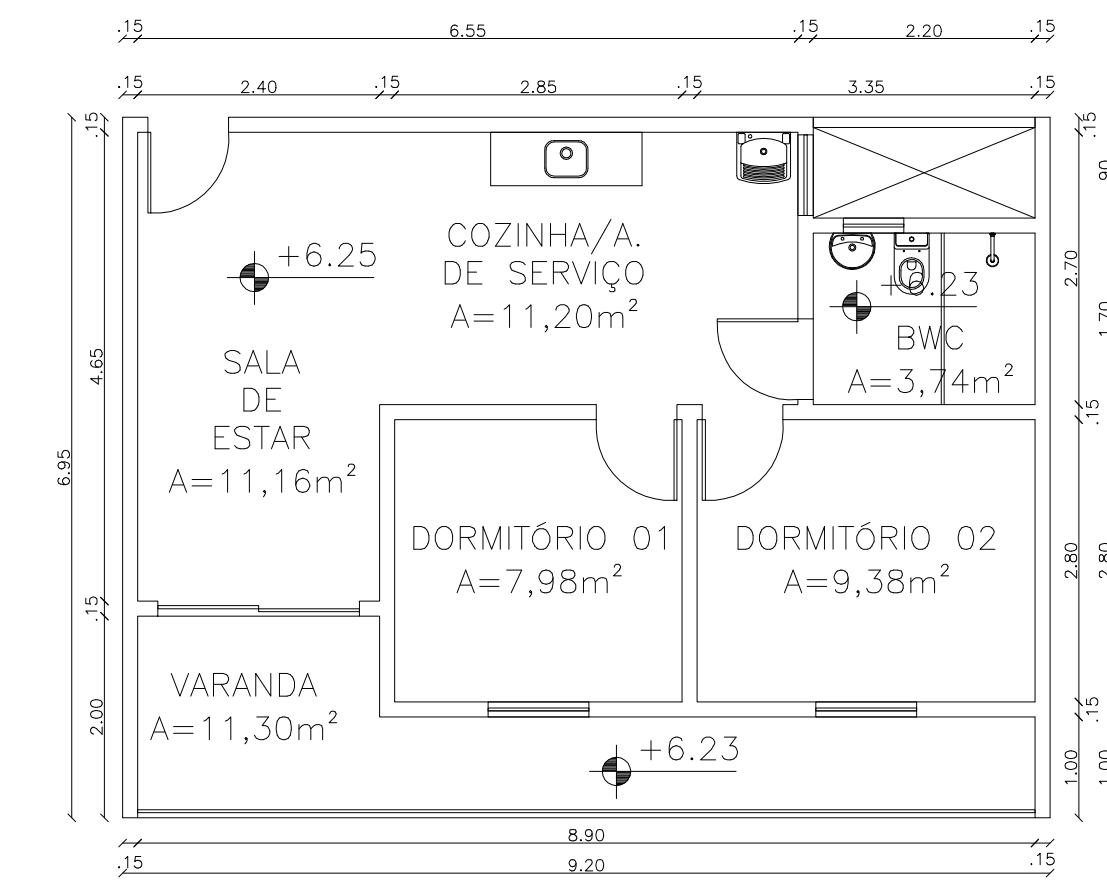 .15
6.55
.15
2.20
.15
.15
2.40
.15
2.85
.15
3.35
.15
.15
.15
90
COZINHA/A.
DE SERVIÇO
A=11,20m²
+6.25
2.70
+6.23
1.70
BWC
A=3,74m²
SALA
DE
ESTAR
A=11,16m²
4.65
.15
6.95
DORMITÓRIO 01
A=7,98m²
DORMITÓRIO 02
A=9,38m²
2.80
2.80
.15
VARANDA
A=11,30m²
2.00
.15
+6.23
1.00
1.00
8.90
.15
9.20
.15